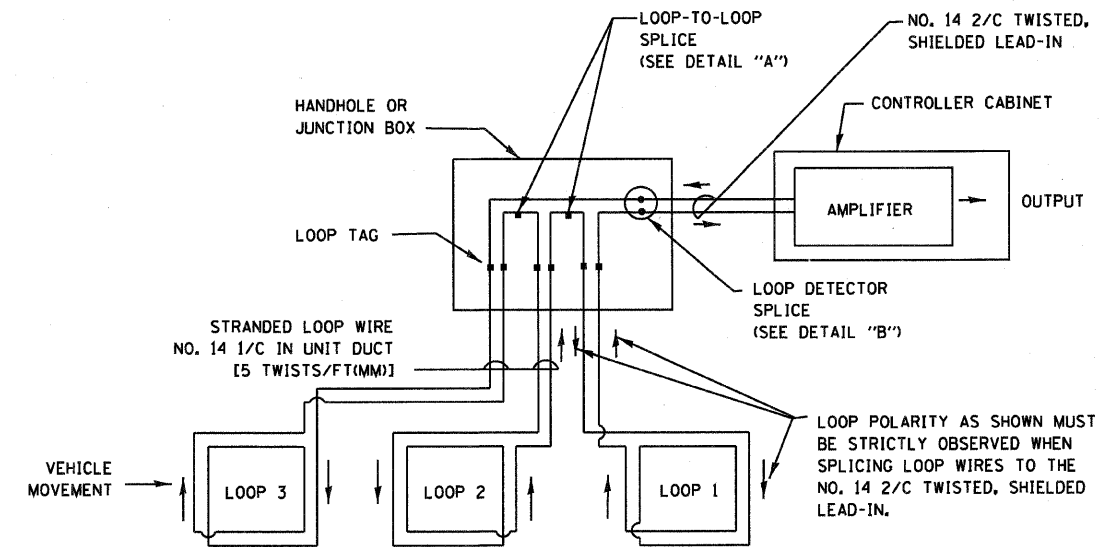 LOOP-TO-LOOP
SPLICE
(SEE DETAIL "A")
NO. 14 2/C TWISTED,
SHIELDED LEAD-IN
HANDHOLE OR
JUNCTION BOX
CONTROLLER CABINET
AMPLIFIER
OUTPUT
LOOP TAG
LOOP DETECTOR
SPLICE
(SEE DETAIL "B")
STRANDED LOOP WIRE
NO. 14 1/C IN UNIT DUCT
[5 TWISTS/FT(MM)]
LOOP POLARITY AS SHOWN MUST
BE STRICTLY OBSERVED WHEN
SPLICING LOOP WIRES TO THE
NO. 14 2/C TWISTED, SHIELDED
LEAD-IN.
VEHICLE
MOVEMENT
LOOP 3
LOOP 2
LOOP 1